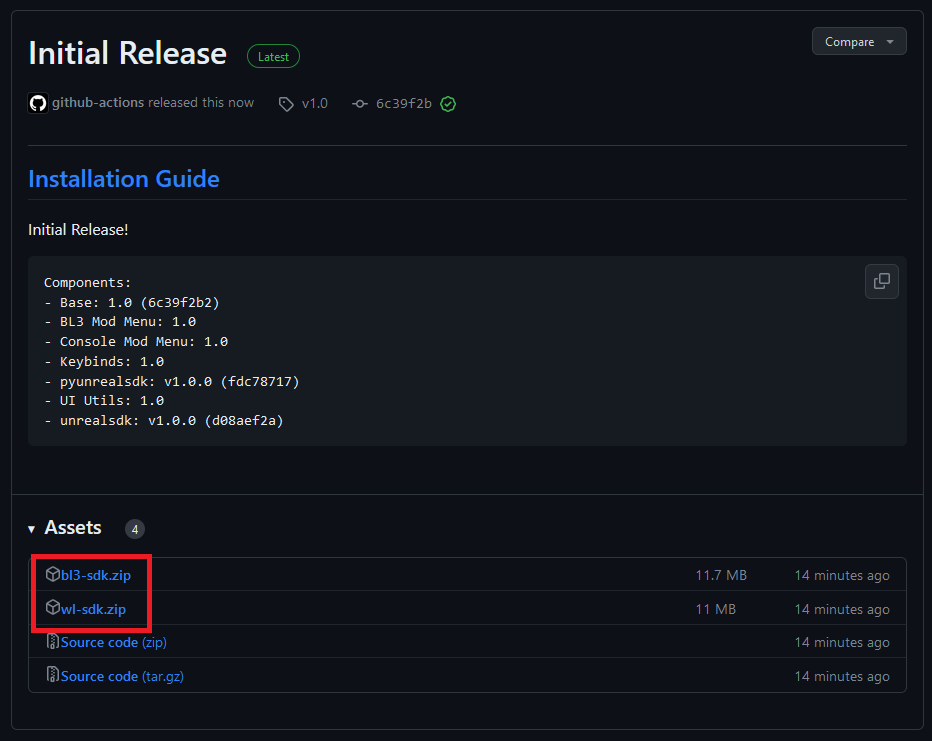 Initial Release Latest Compare
github-actions released this now v1.0 6c39f2b
Installation Guide
Initial Release!
Components:
- Base: 1.0 (6c39f2b2)
- BL3 Mod Menu: 1.0
- Console Mod Menu: 1.0
- Keybinds: 1.0
- pyunrealsdk: v1.0.0 (fdc78717)
- UI Utils: 1.0
- unrealsdk: v1.0.0 (d08aef2a)
Assets 4
bl3-sdk.zip 11.7 MB 14 minutes ago
wl-sdk.zip 11 MB 14 minutes ago
Source code (zip) 14 minutes ago
Source code (tar.gz) 14 minutes ago